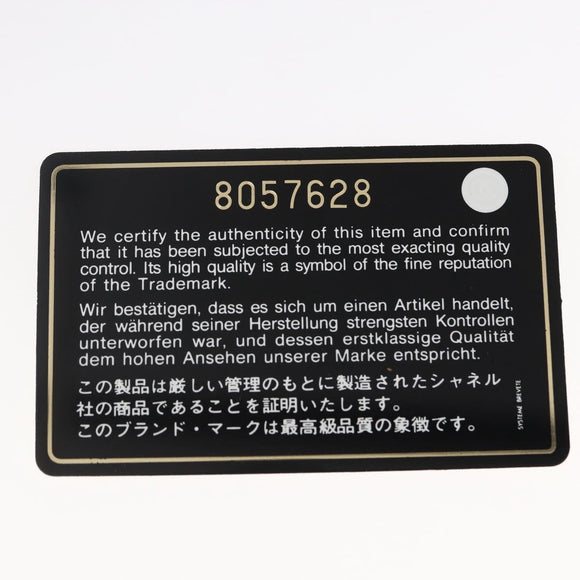 8057628
We certify the authenticity of this item and confirm
that it has been subjected to the most exacting quality
control. Its high quality is a symbol of the fine reputation
of the Trademark.
Wir bestätigen, dass es sich um einen Artikel handelt,
der während seiner Herstellung strengsten Kontrollen
unterworfen war, und dessen erstklassige Qualität
dem hohen Ansehen unserer Marke entspricht.
この製品は厳しい管理のもとに製造されたシャネル
社の商品であることを証明いたします。
このブランド・マークは最高級品質の象徴です。
SYSTEME BREVETE